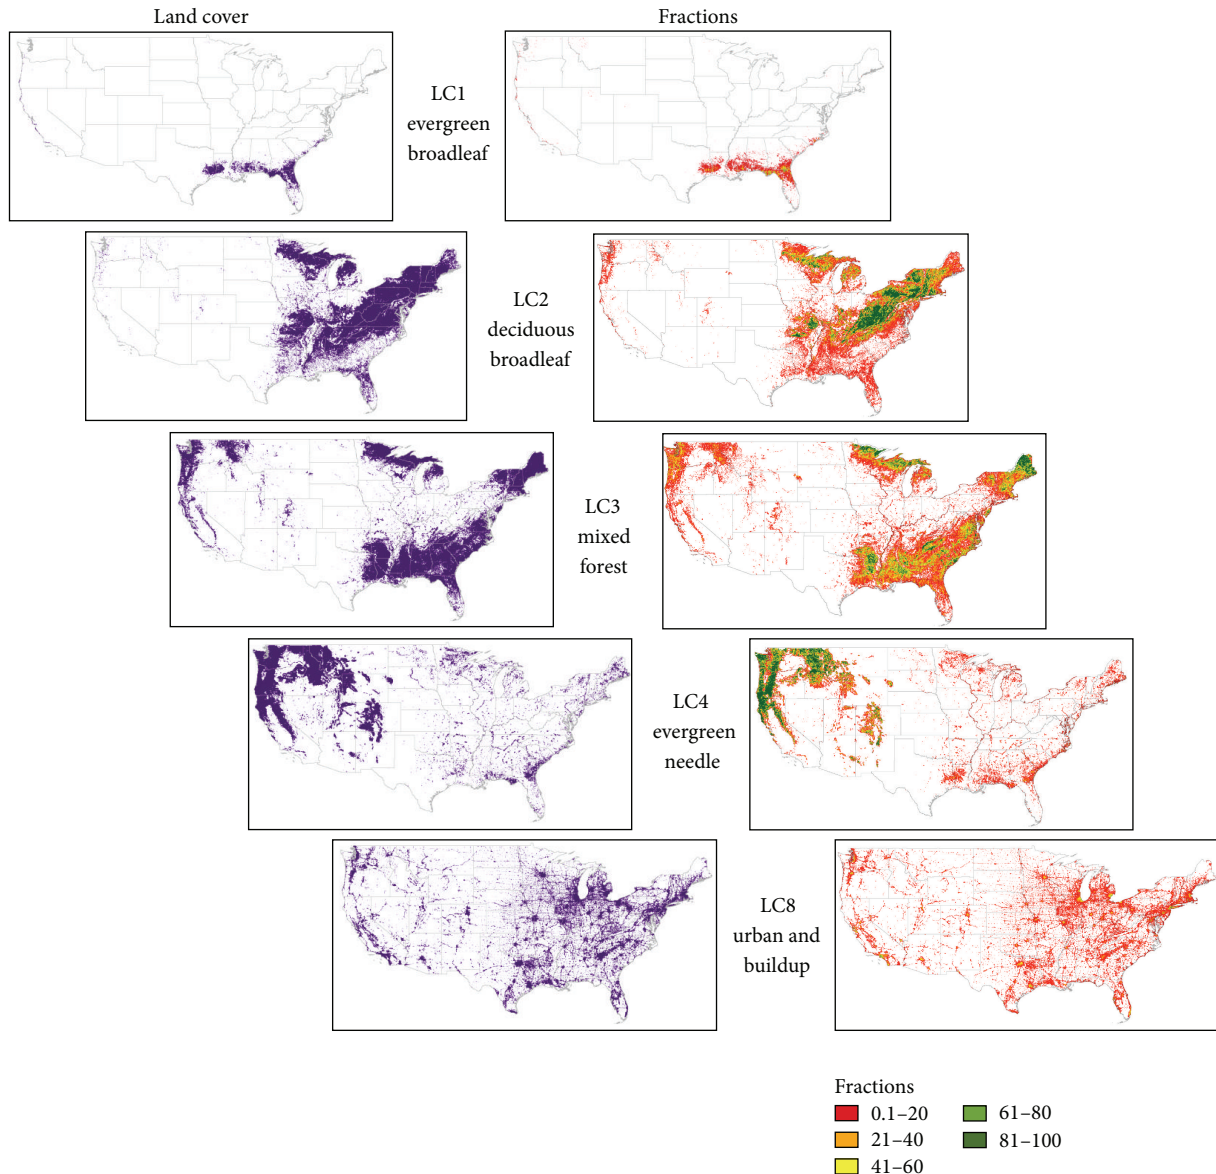 Land cover
Fractions
LC1
evergreen
broadleaf
LC2
deciduous
broadleaf
LC3
mixed
forest
LC4
evergreen
needle
LC8
urban and
buildup
Fractions
0.1–20
61–80
21–40
81–100
41–60